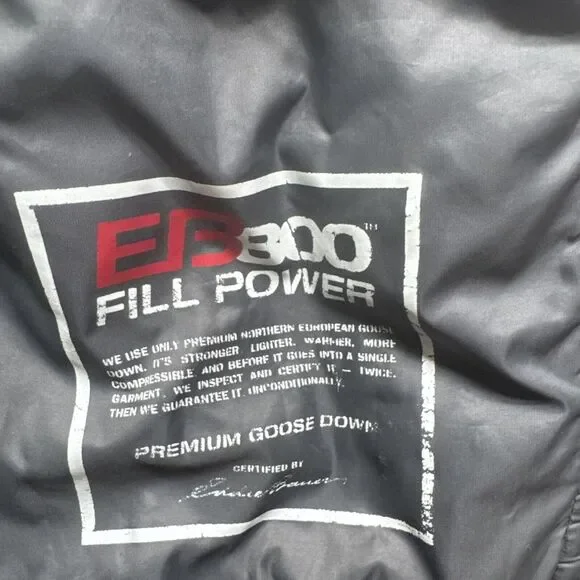 EB800™
FILL POWER
WE USE ONLY PREMIUM NORTHERN EUROPEAN GOOSE
DOWN. IT'S STRONGER LIGHTER, WARMER, MORE
COMPRESSIBLE AND BEFORE IT GOES INTO A SINGLE
GARMENT, WE INSPECT AND CERTIFY IT – TWICE.
THEN WE GUARANTEE IT. UNCONDITIONALLY.
PREMIUM GOOSE DOWN
CERTIFIED BY
Eddie Bauer